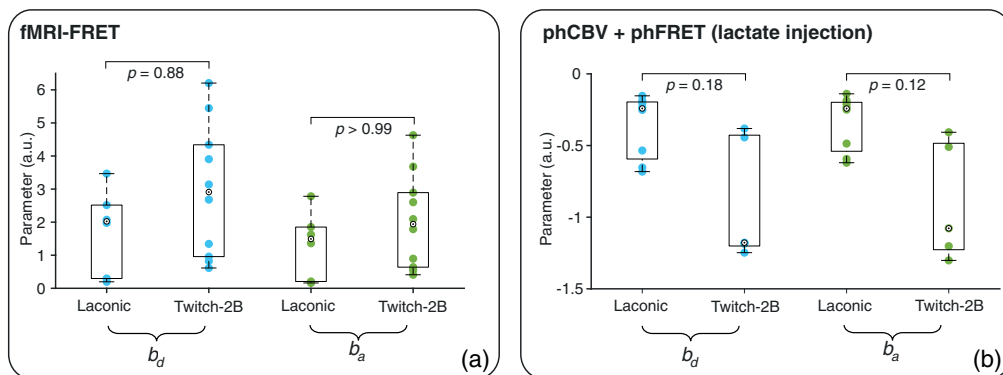 fMRI-FRET
p = 0.88
p > 0.99
Parameter (a.u.)
6
5
4
3
2
1
0
Laconic Twitch-2B Laconic Twitch-2B
b_d b_a
(a)
phCBV + phFRET (lactate injection)
p = 0.18 p = 0.12
Parameter (a.u.)
0
-0.5
-1
-1.5
Laconic Twitch-2B Laconic Twitch-2B
b_d b_a
(b)